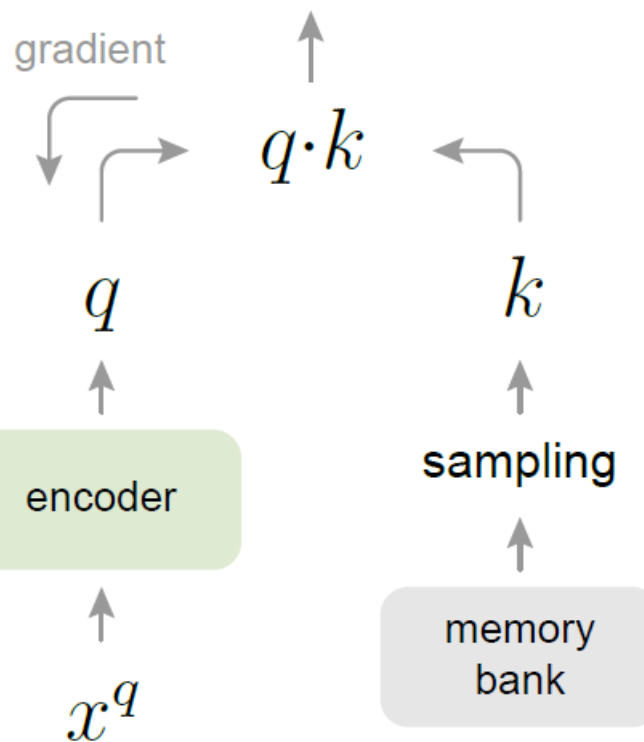 gradient
q·k
q
k
encoder
sampling
memory
bank
x^q